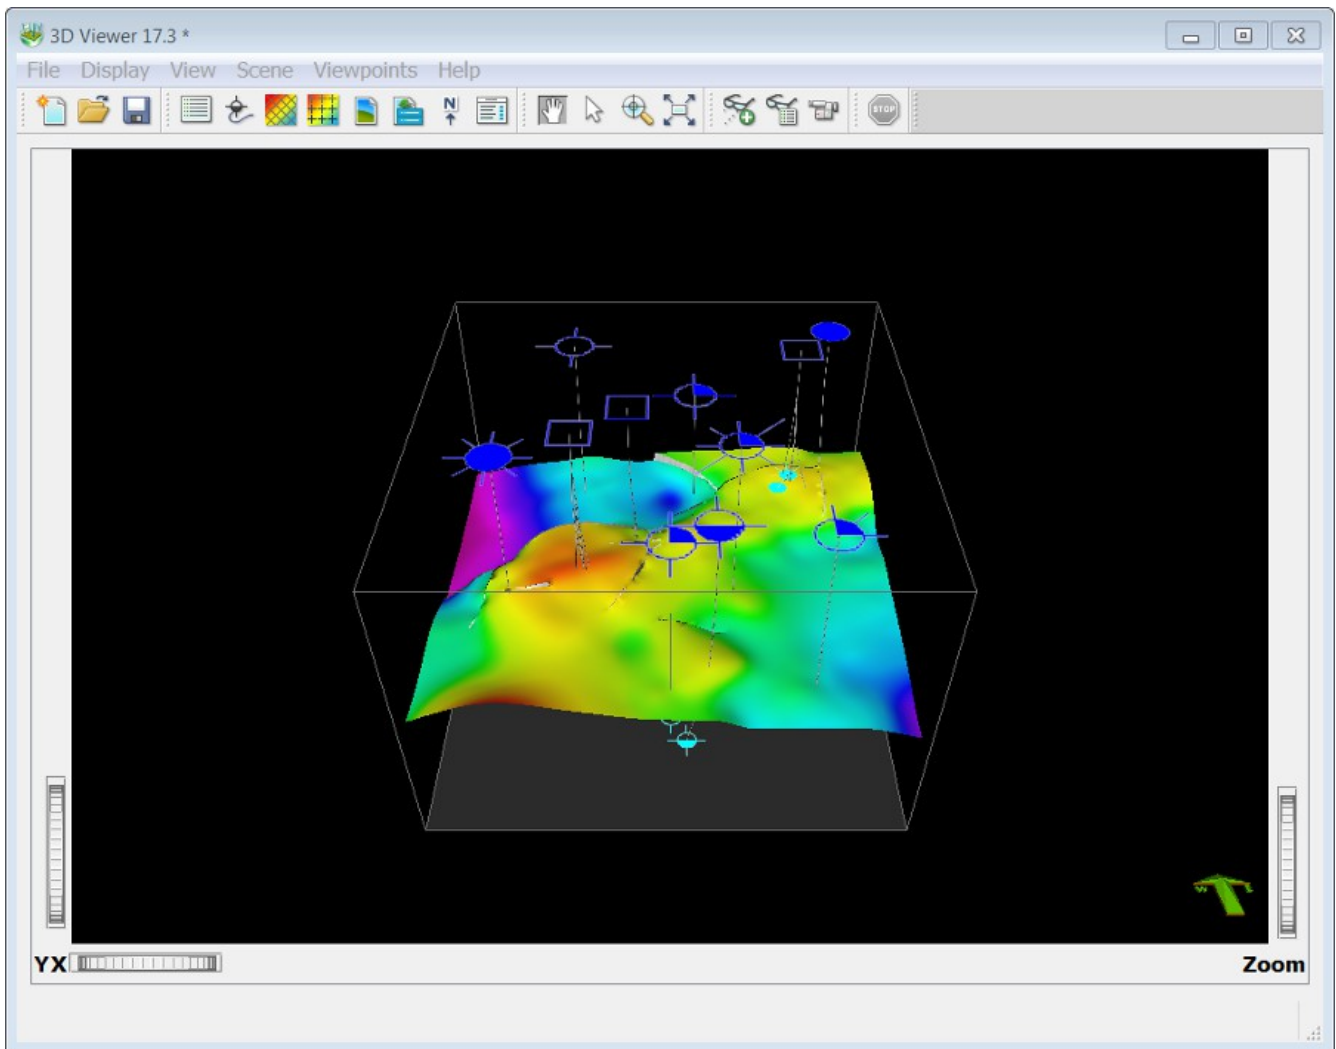 3D Viewer 17.3 *
File Display View Scene Viewpoints Help
N
STOP
W
YX
Zoom